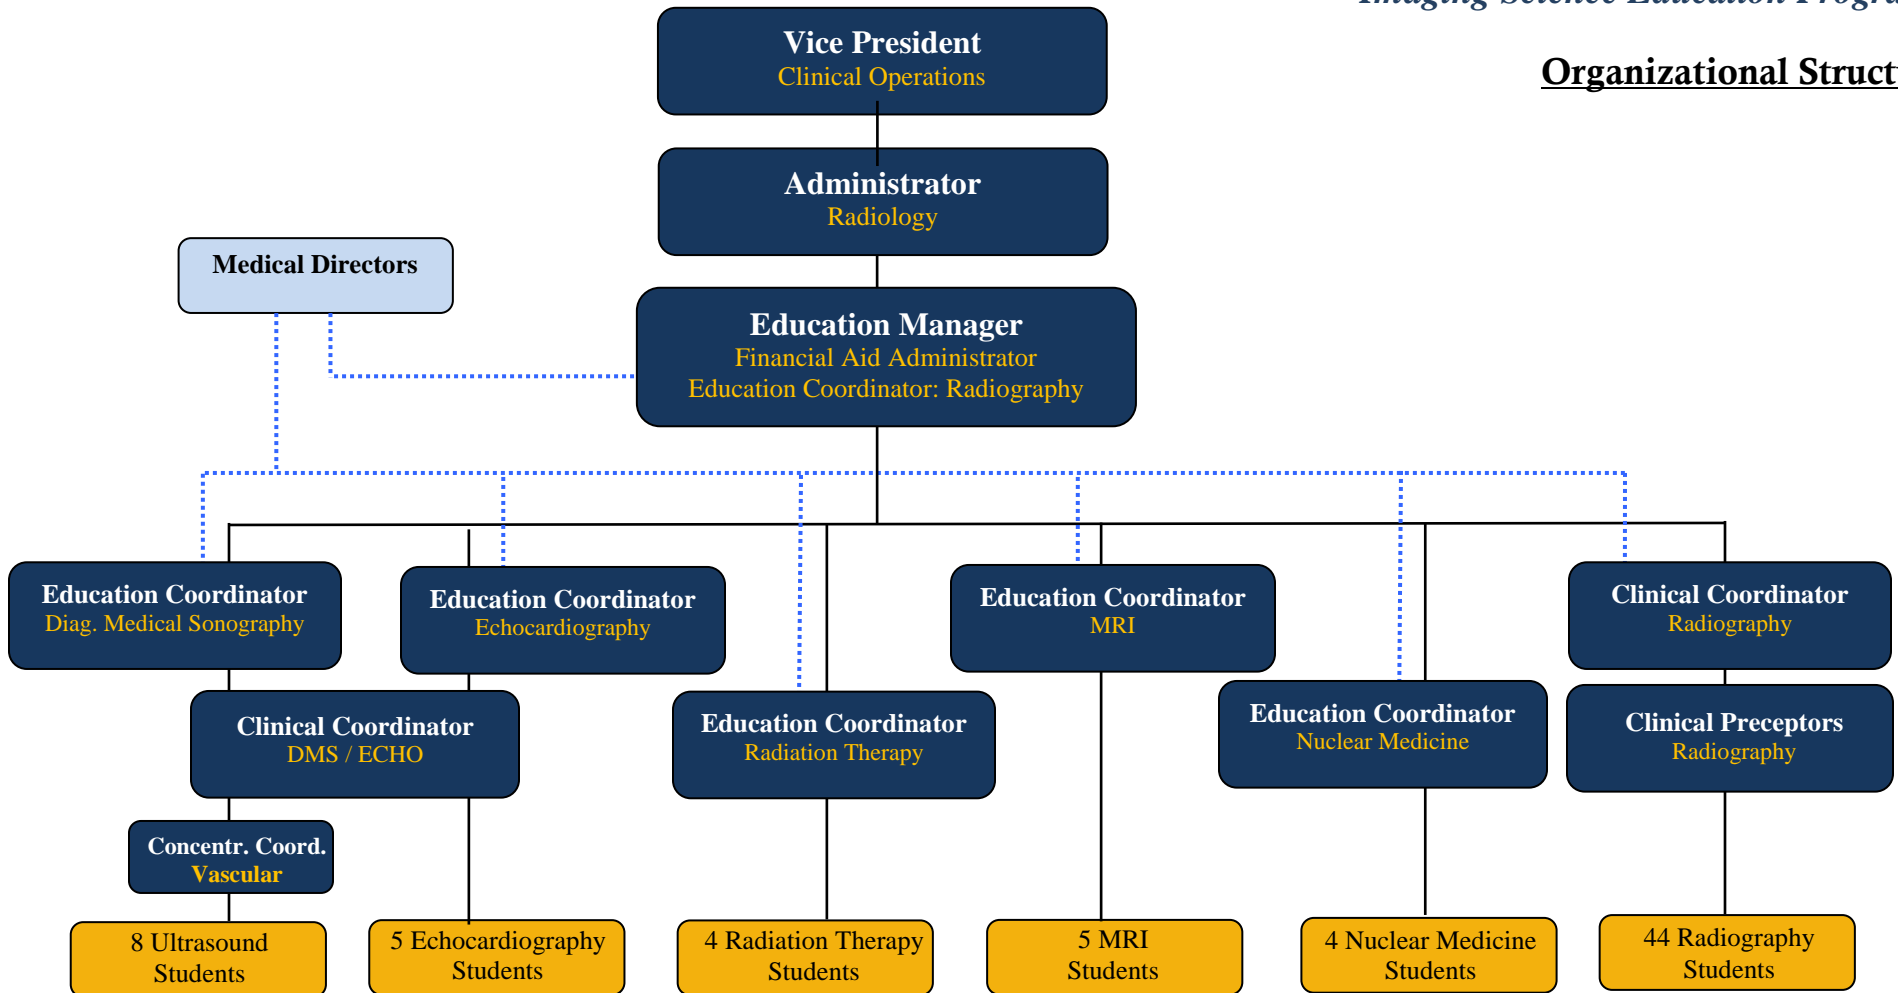 Imaging Science Education
Organizational
Vice President
Clinical Operations
Administrator
Radiology
Medical Directors
Education Manager
Financial Aid Administrator
Education Coordinator: Radiography
Education Coordinator
Diag. Medical Sonography
Education Coordinator
Echocardiography
Education Coordinator
MRI
Clinical Coordinator
Radiography
Clinical Coordinator
DMS / ECHO
Education Coordinator
Radiation Therapy
Education Coordinator
Nuclear Medicine
Clinical Preceptors
Radiography
Concentr. Coord.
Vascular
8 Ultrasound
Students
5 Echocardiography
Students
4 Radiation Therapy
Students
5 MRI
Students
4 Nuclear Medicine
Students
44 Radiography
Students